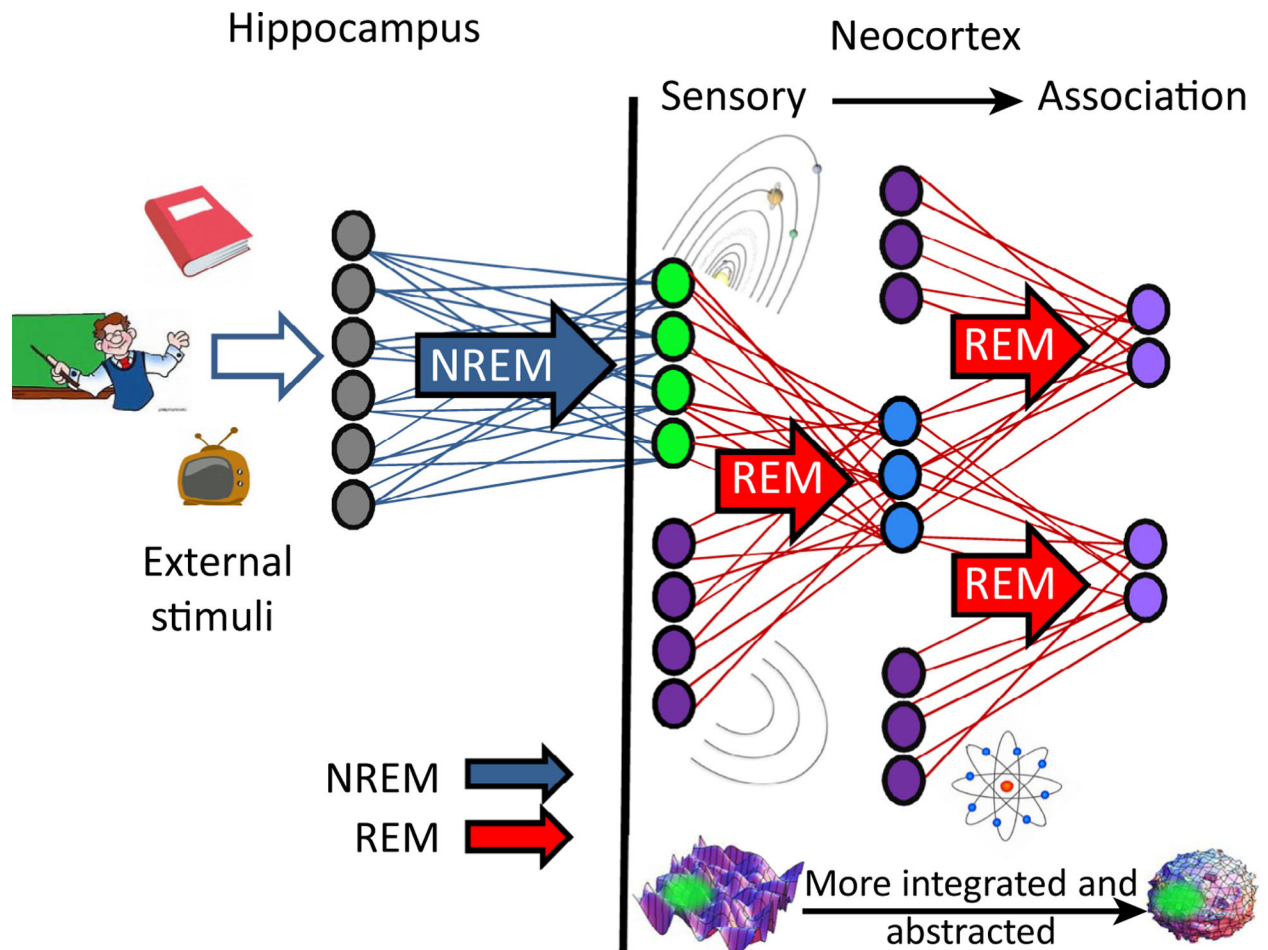 Hippocampus
Neocortex
Sensory
Association
NREM
REM
REM
REM
External
stimuli
NREM
REM
More integrated and
abstracted